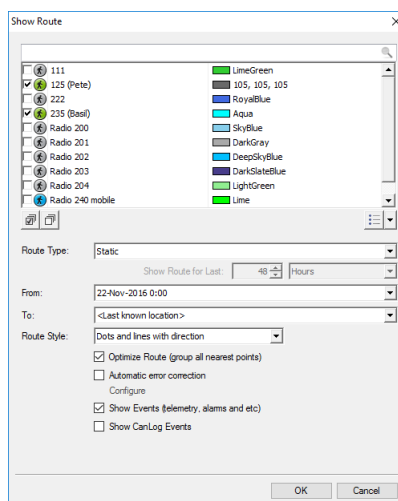 Show Route
111 LimeGreen
125 (Pete) 105, 105, 105
222 RoyalBlue
235 (Basil) Aqua
Radio 200 SkyBlue
Radio 201 DarkGray
Radio 202 DeepSkyBlue
Radio 203 DarkSlateBlue
Radio 204 LightGreen
Radio 240 mobile Lime
Route Type: Static
Show Route for Last: 48 Hours
From: 22-Nov-2016 0:00
To: <Last known location>
Route Style: Dots and lines with direction
Optimize Route (group all nearest points)
Automatic error correction
Configure
Show Events (telemetry, alarms and etc)
Show CanLog Events
OK Cancel